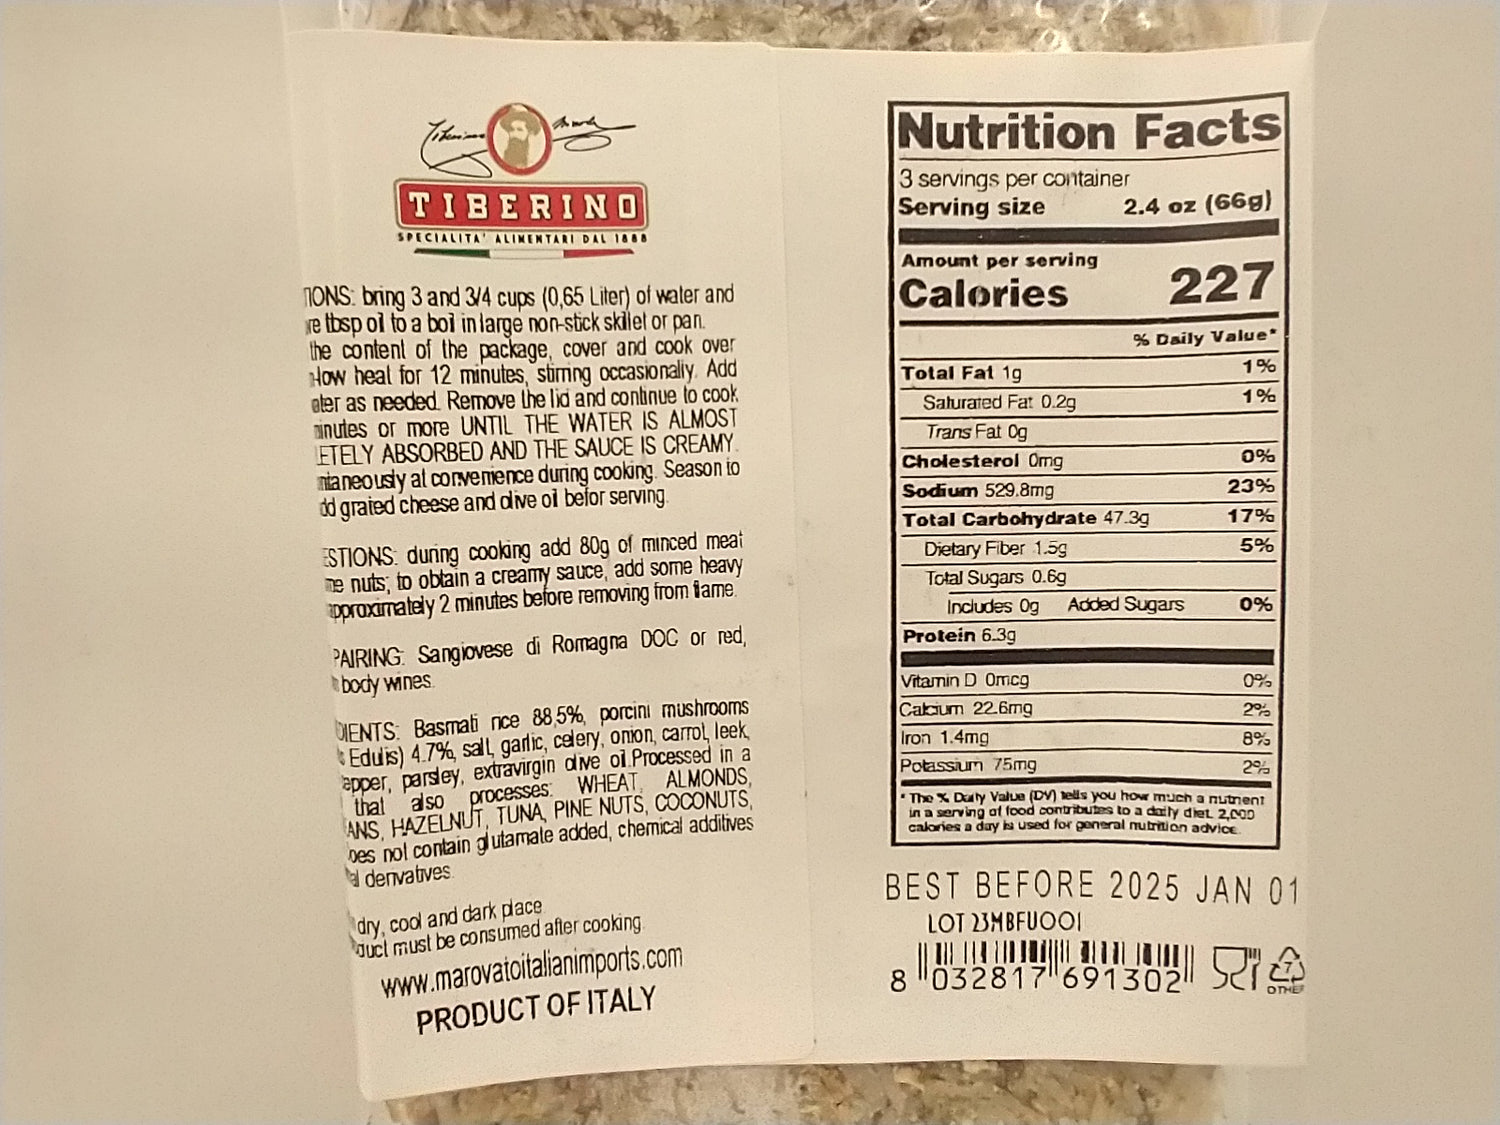 TIBERINO
SPECIALITA' ALIMENTARI DAL 1888
bring 3 and 3/4 cups (0,65 Liter) of water and
tbsp oil to a boil in large non-stick skillet or pan.
the content of the package, cover and cook over
low heat for 12 minutes, stirring occasionally. Add
as needed. Remove the lid and continue to cook
or more UNTIL THE WATER IS ALMOST
ABSORBED AND THE SAUCE IS CREAMY.
at convenience during cooking. Season to
grated cheese and olive oil befor serving.
during cooking add 80g of minced meat
nuts; to obtain a creamy sauce, add some heavy
2 minutes before removing from flame.
PAIRING: Sangiovese di Romagna DOC or red,
body wines.
Basmati rice 88,5%, porcini mushrooms
Edulis) 4.7%, salt, garlic, celery, onion, carrot, leek,
parsley, extravirgin olive oil.Processed in a
that also processes: WHEAT, ALMONDS,
HAZELNUT, TUNA, PINE NUTS, COCONUTS,
not contain glutamate added, chemical additives
derivatives.
dry, cool and dark place.
must be consumed after cooking.
www.marovatoitalianimports.com
PRODUCT OF ITALY
Nutrition Facts
3 servings per container
Serving size 2.4 oz (66g)
Amount per serving
Calories 227
% Daily Value*
Total Fat 1g 1%
Saturated Fat 0.2g 1%
Trans Fat 0g
Cholesterol 0mg 0%
Sodium 529.8mg 23%
Total Carbohydrate 47.3g 17%
Dietary Fiber 1.5g 5%
Total Sugars 0.6g
Includes 0g Added Sugars 0%
Protein 6.3g
Vitamin D 0mcg 0%
Calcium 22.6mg 2%
Iron 1.4mg 8%
Potassium 75mg 2%
* The % Daily Value (DV) tells you how much a nutrient
in a serving of food contributes to a daily diet. 2,000
calories a day is used for general nutrition advice.
BEST BEFORE 2025 JAN 01
LOT 23MBFU001
8 032817 691302
7
OTHER